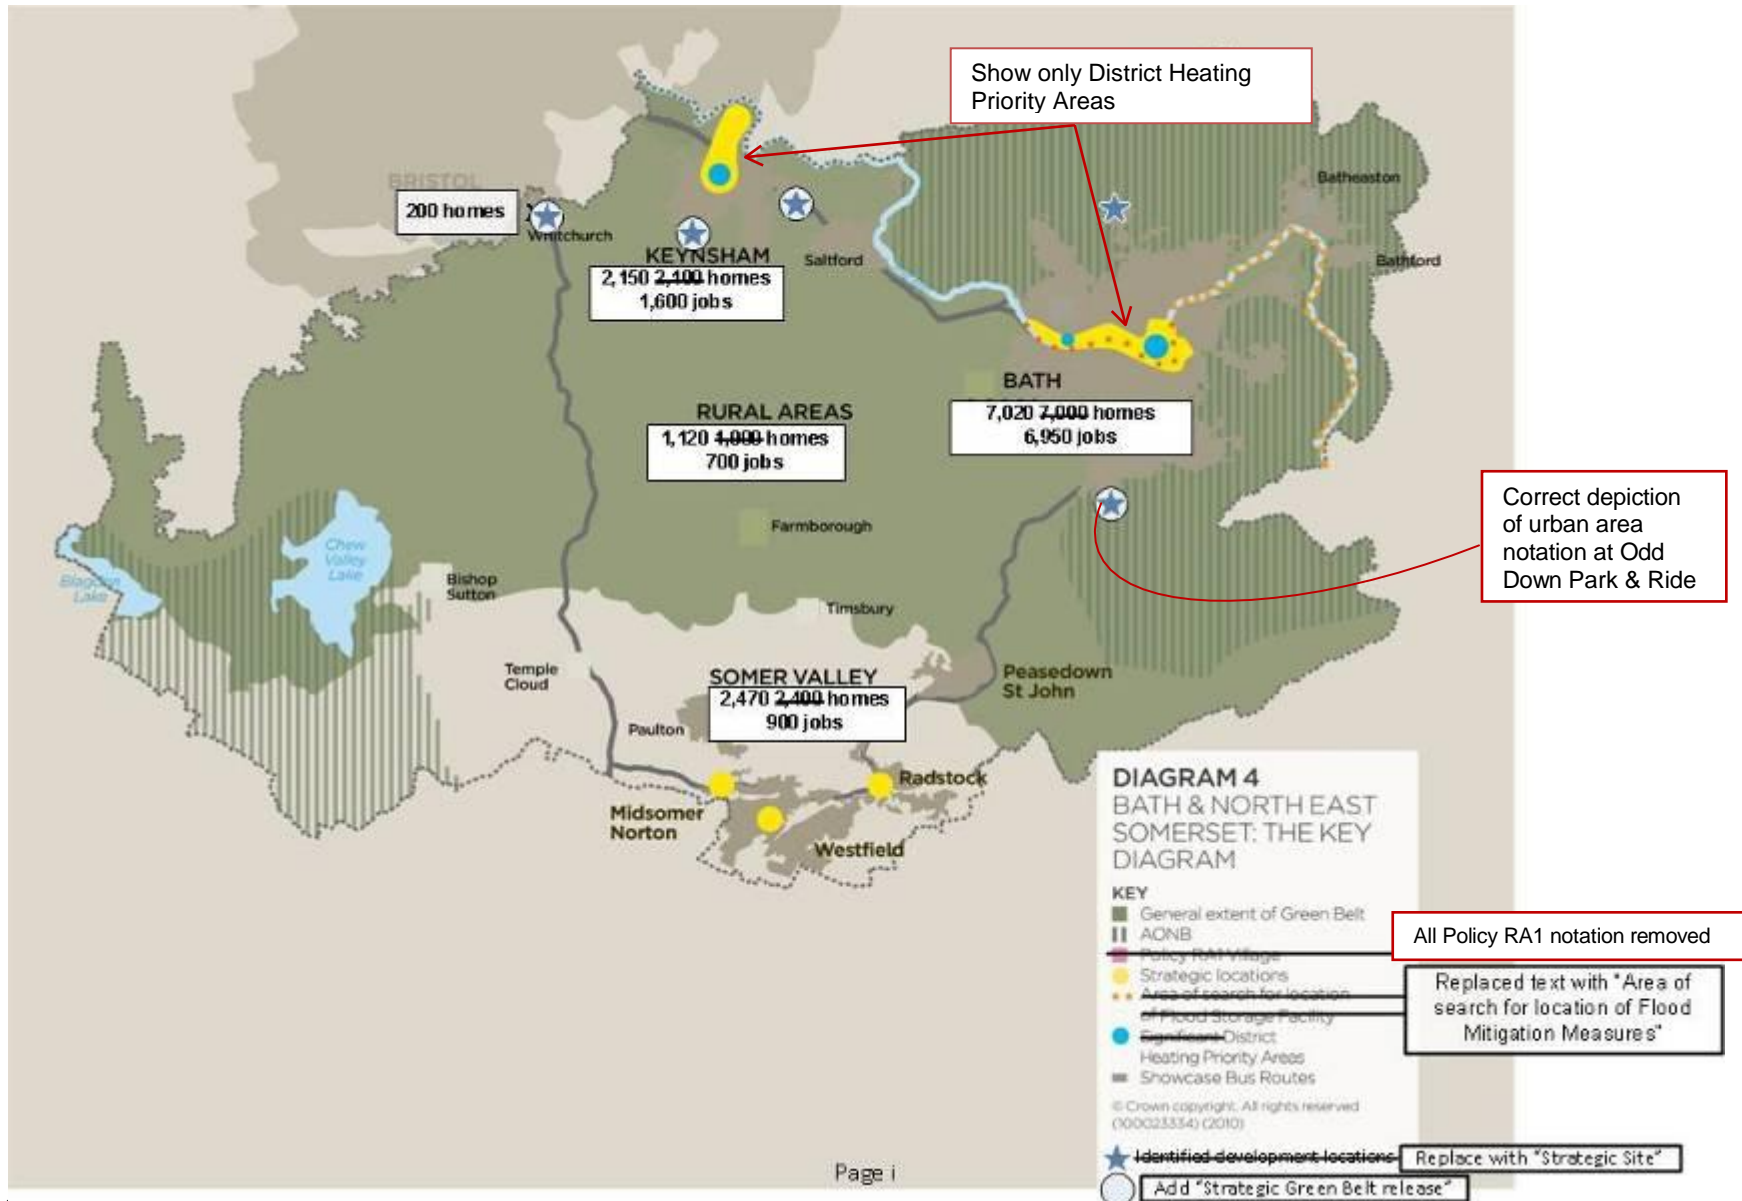 Show only District Heating
Priority Areas
BRISTOL
200 homes
Whitchurch
Batheaston
KEYNSHAM
2,150 2,100 homes
1,600 jobs
Saltford
Bathford
BATH
7,020 7,000 homes
6,950 jobs
RURAL AREAS
1,120 1,000 homes
700 jobs
Correct depiction
of urban area
notation at Odd
Down Park & Ride
Farmborough
Chew
Valley
Lake
Blagdon
Lake
Bishop
Sutton
Timsbury
Temple
Cloud
SOMER VALLEY
2,470 2,400 homes
900 jobs
Peasedown
St John
Paulton
Radstock
Midsomer
Norton
Westfield
DIAGRAM 4
BATH & NORTH EAST
SOMERSET: THE KEY
DIAGRAM
KEY
General extent of Green Belt
AONB
Policy RA1 Village
All Policy RA1 notation removed
Strategic locations
Area of search for location
of Flood Storage Facility
Replaced text with "Area of
search for location of Flood
Mitigation Measures"
Significant District
Heating Priority Areas
Showcase Bus Routes
© Crown copyright. All rights reserved
(100023334) (2010)
Identified development locations Replace with "Strategic Site"
Add "Strategic Green Belt release"
Page i